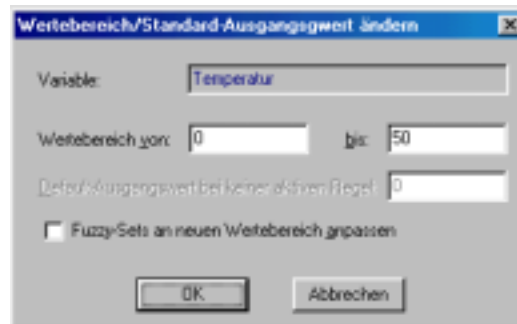 Wertebereich/Standard-Ausgangsgwert ändern
Variable: Temperatur
Wertebereich von: 0 bis: 50
Default-Ausgangswert bei keiner aktiven Regel: 0
Fuzzy-Sets an neuen Wertebereich anpassen
OK Abbrechen